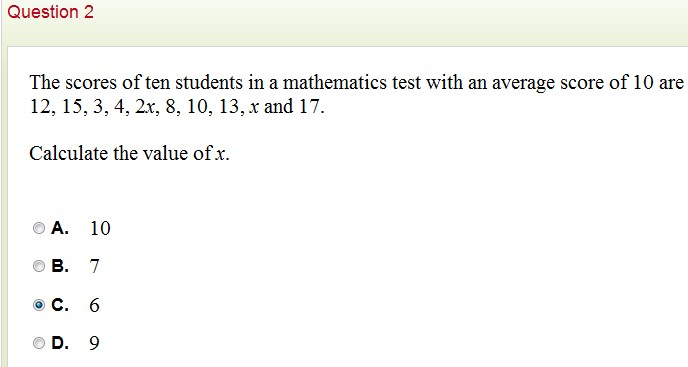 Question 2
The scores of ten students in a mathematics test with an average score of 10 are
12, 15, 3, 4, 2x, 8, 10, 13, x and 17.
Calculate the value of x.
A. 10
B. 7
C. 6
D. 9